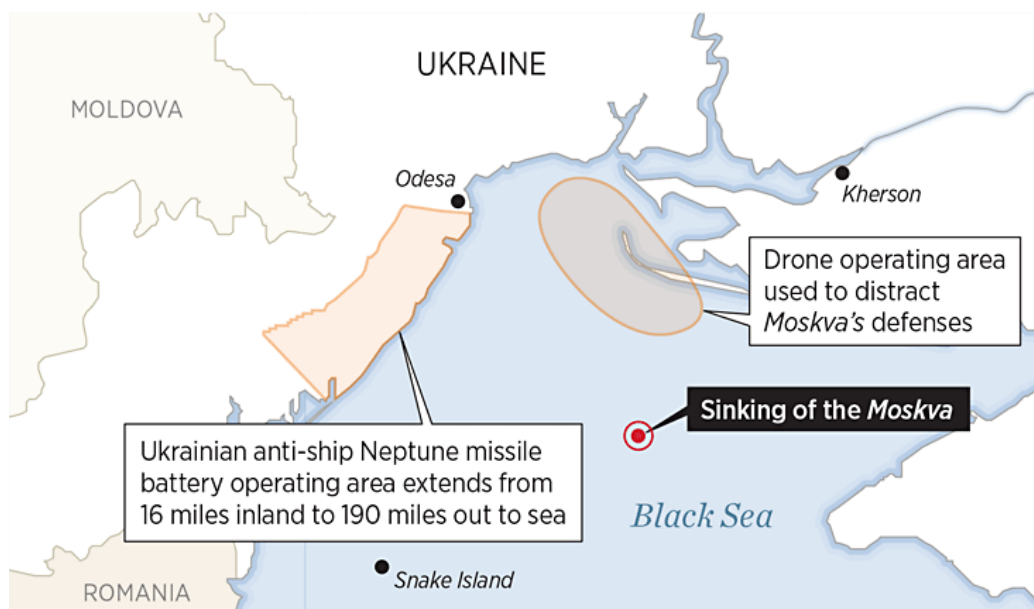 UKRAINE
MOLDOVA
Odesa
Kherson
Drone operating area
used to distract
Moskva's defenses
Sinking of the Moskva
Ukrainian anti-ship Neptune missile
battery operating area extends from
16 miles inland to 190 miles out to sea
Black Sea
Snake Island
ROMANIA